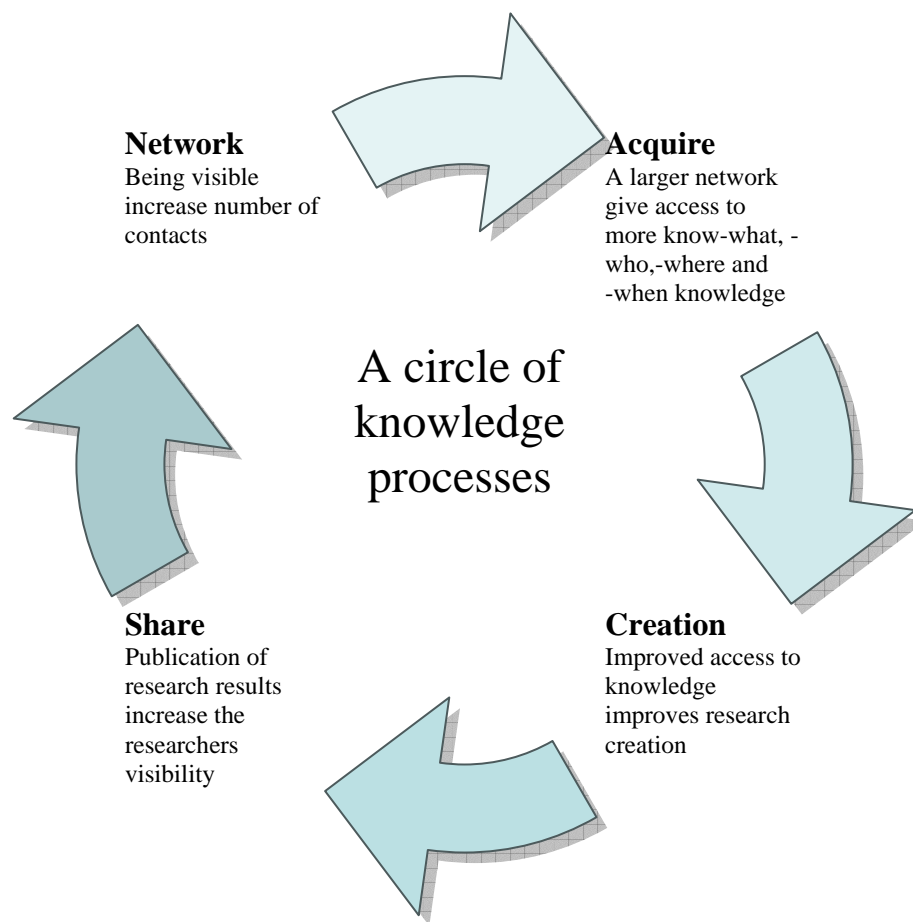 Network
Being visible
increase number of
contacts
Acquire
A larger network
give access to
more know-what, -
who,-where and
-when knowledge
A circle of
knowledge
processes
Share
Publication of
research results
increase the
researchers
visibility
Creation
Improved access to
knowledge
improves research
creation